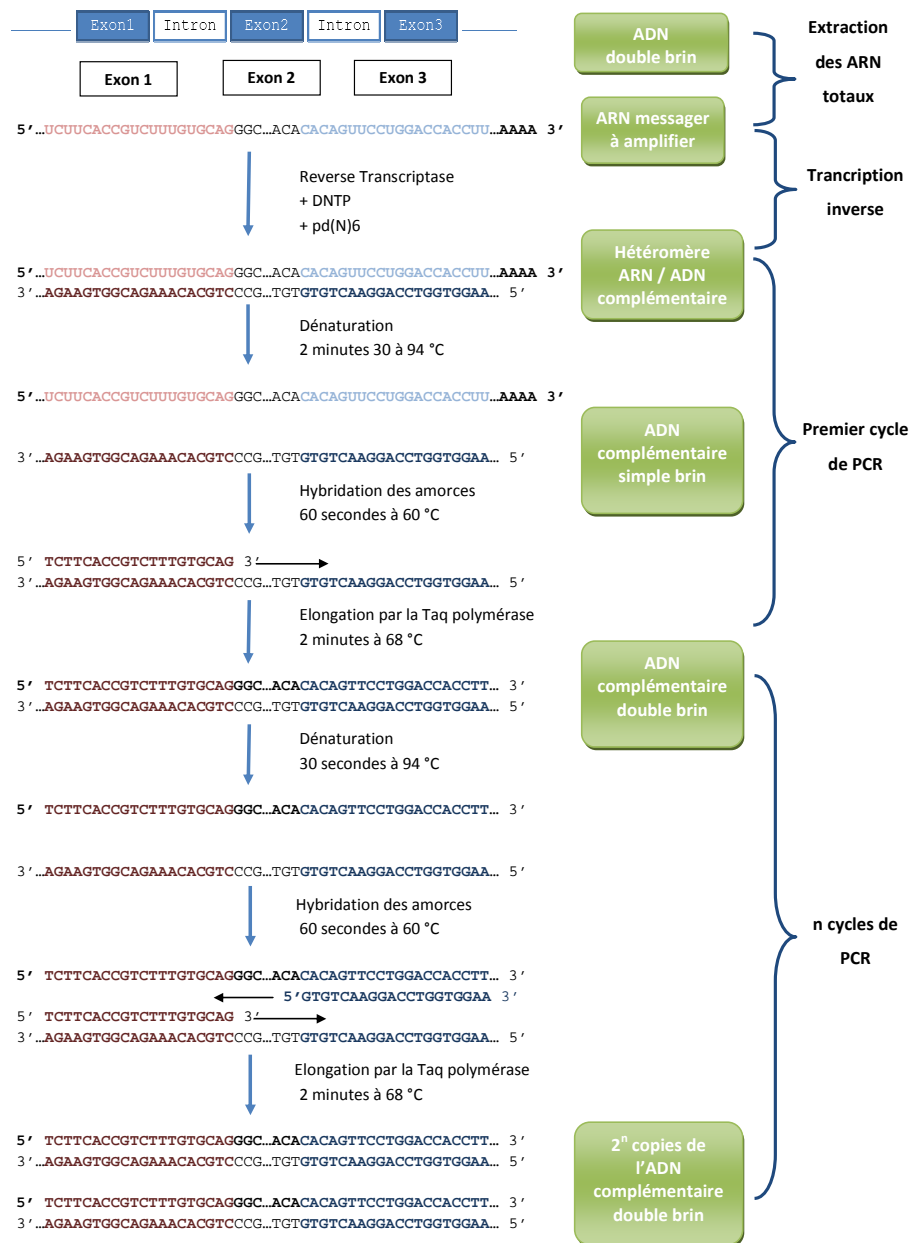 Exon1 Intron Exon2 Intron Exon3
Exon 1 Exon 2 Exon 3
5’…UCUUCACCGUCUUUGUGCAGGGC…ACACACAGUUCCUGGACCACCUU…AAAA 3’
Reverse Transcriptase
+ DNTP
+ pd(N)6
5’…UCUUCACCGUCUUUGUGCAGGGC…ACACACAGUUCCUGGACCACCUU…AAAA 3’
3’…AGAAGTGGCAGAAACACGTCCCG…TGTGTGTCAAGGACCTGGTGGAA… 5’
Dénaturation
2 minutes 30 à 94 °C
5’…UCUUCACCGUCUUUGUGCAGGGC…ACACACAGUUCCUGGACCACCUU…AAAA 3’
3’…AGAAGTGGCAGAAACACGTCCCG…TGTGTGTCAAGGACCTGGTGGAA… 5’
Hybridation des amorces
60 secondes à 60 °C
5’ TCTTCACCGTCTTTGTGCAG 3’
3’…AGAAGTGGCAGAAACACGTCCCG…TGTGTGTCAAGGACCTGGTGGAA… 5’
Elongation par la Taq polymérase
2 minutes à 68 °C
5’ TCTTCACCGTCTTTGTGCAGGGC…ACACACAGTTCCTGGACCACCTT… 3’
3’…AGAAGTGGCAGAAACACGTCCCG…TGTGTGTCAAGGACCTGGTGGAA… 5’
Dénaturation
30 secondes à 94 °C
5’ TCTTCACCGTCTTTGTGCAGGGC…ACACACAGTTCCTGGACCACCTT… 3’
3’…AGAAGTGGCAGAAACACGTCCCG…TGTGTGTCAAGGACCTGGTGGAA… 5’
Hybridation des amorces
60 secondes à 60 °C
5’ TCTTCACCGTCTTTGTGCAGGGC…ACACACAGTTCCTGGACCACCTT… 3’
5’GTGTCAAGGACCTGGTGGAA 3’
5’ TCTTCACCGTCTTTGTGCAG 3’
3’…AGAAGTGGCAGAAACACGTCCCG…TGTGTGTCAAGGACCTGGTGGAA… 5’
Elongation par la Taq polymérase
2 minutes à 68 °C
5’ TCTTCACCGTCTTTGTGCAGGGC…ACACACAGTTCCTGGACCACCTT… 3’
3’…AGAAGTGGCAGAAACACGTCCCG…TGTGTGTCAAGGACCTGGTGGAA… 5’
5’ TCTTCACCGTCTTTGTGCAGGGC…ACACACAGTTCCTGGACCACCTT… 3’
3’…AGAAGTGGCAGAAACACGTCCCG…TGTGTGTCAAGGACCTGGTGGAA… 5’
ADN
double brin
ARN messager
à amplifier
Hétéromère
ARN / ADN
complémentaire
ADN
complémentaire
simple brin
ADN
complémentaire
double brin
2ⁿ copies de
l’ADN
complémentaire
double brin
Extraction
des ARN
totaux
Trancription
inverse
Premier cycle
de PCR
n cycles de
PCR